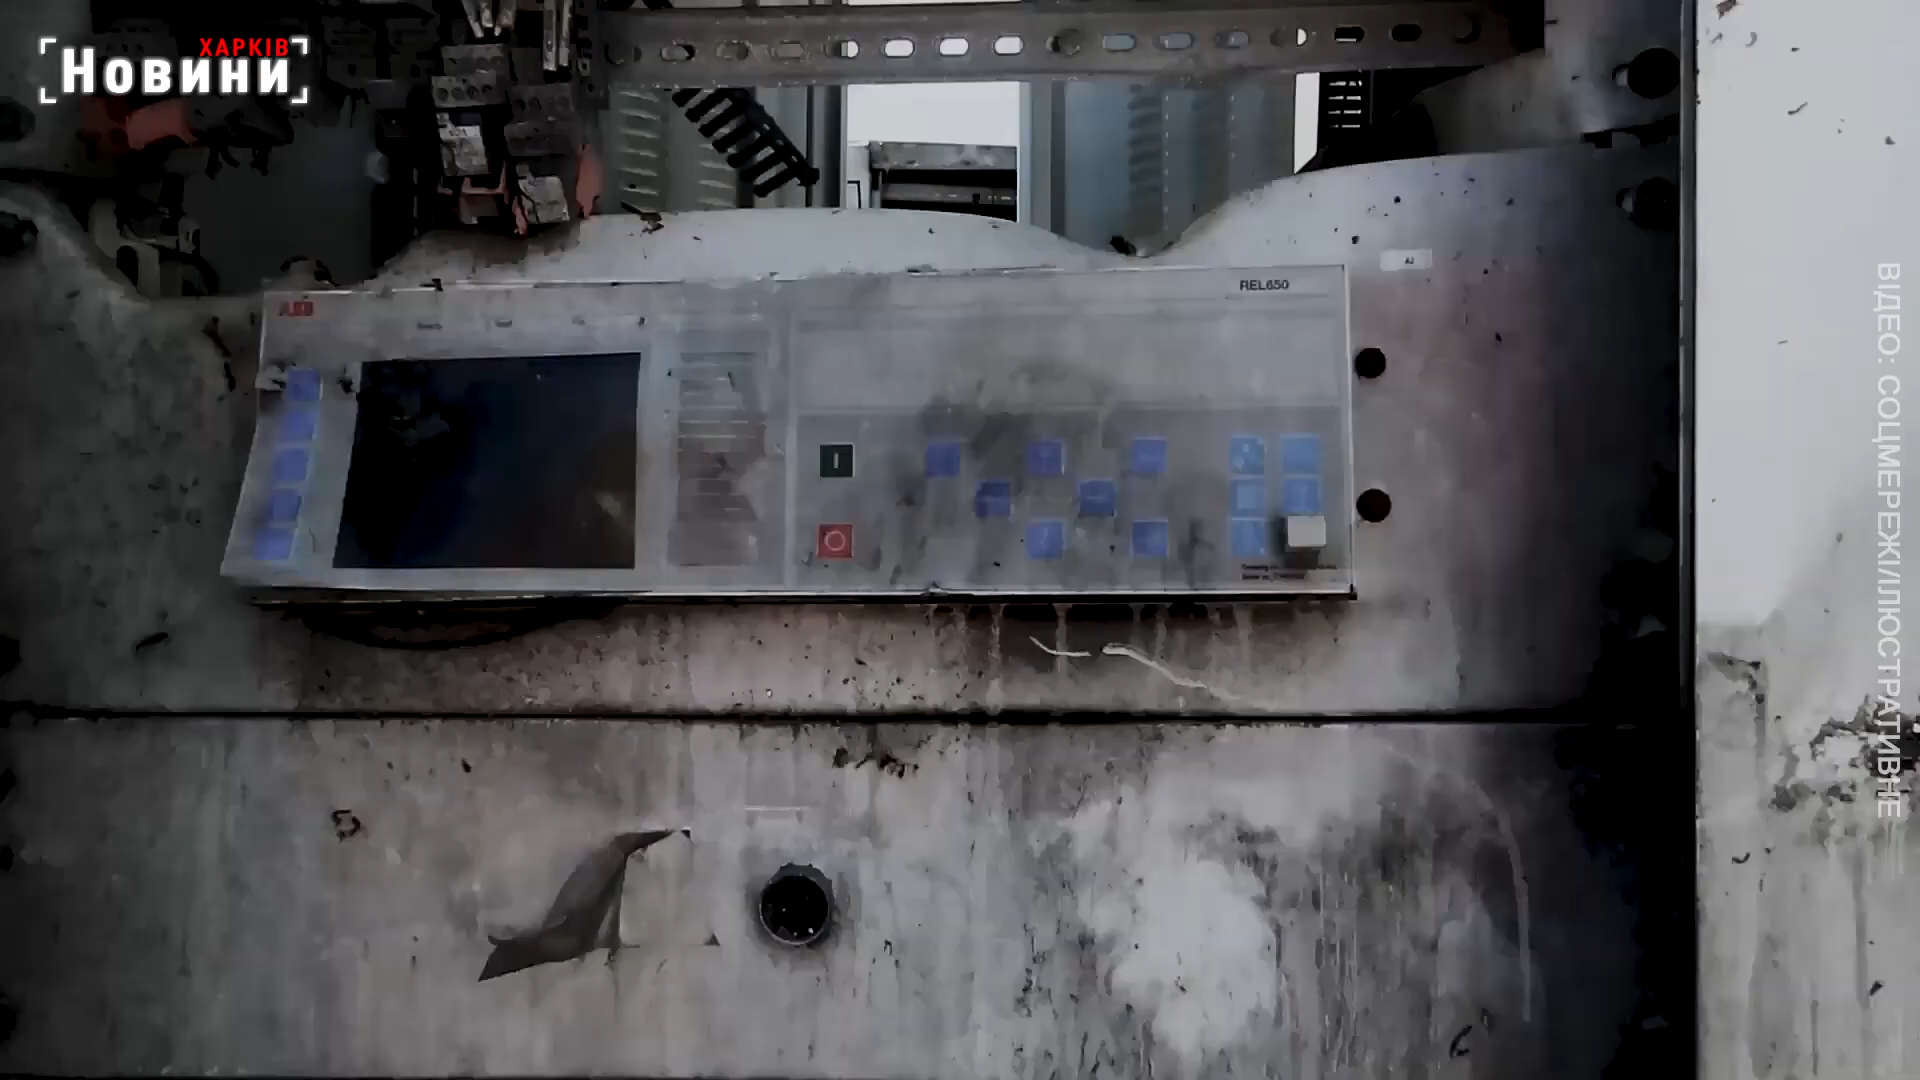 ХАРКІВ
Новини
ABB
REL650
ВІДЕО: СОЦМЕРЕЖІ/ІЛЮСТРАТИВНЕ